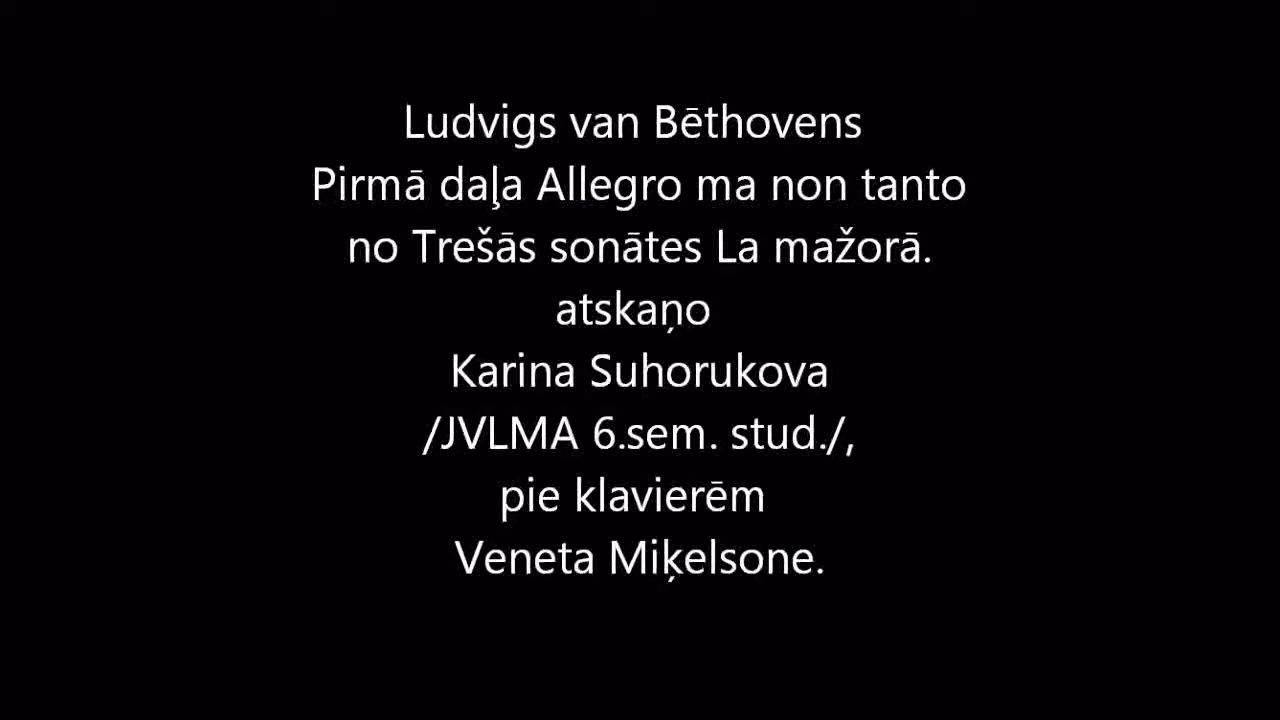 Ludvigs van Bēthovens
Pirmā daļa Allegro ma non tanto
no Trešās sonātes La mažorā.
atskaņo
Karina Suhorukova
/JVLMA 6.sem. stud./,
pie klavierēm
Veneta Miķelsone.